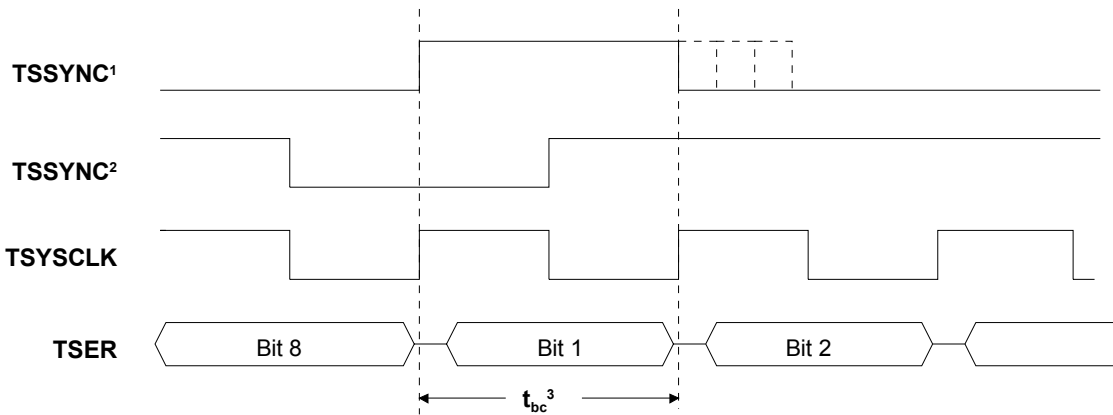 TSSYNC¹
TSSYNC²
TSYSCLK
TSER Bit 8 Bit 1 Bit 2
t_bc³